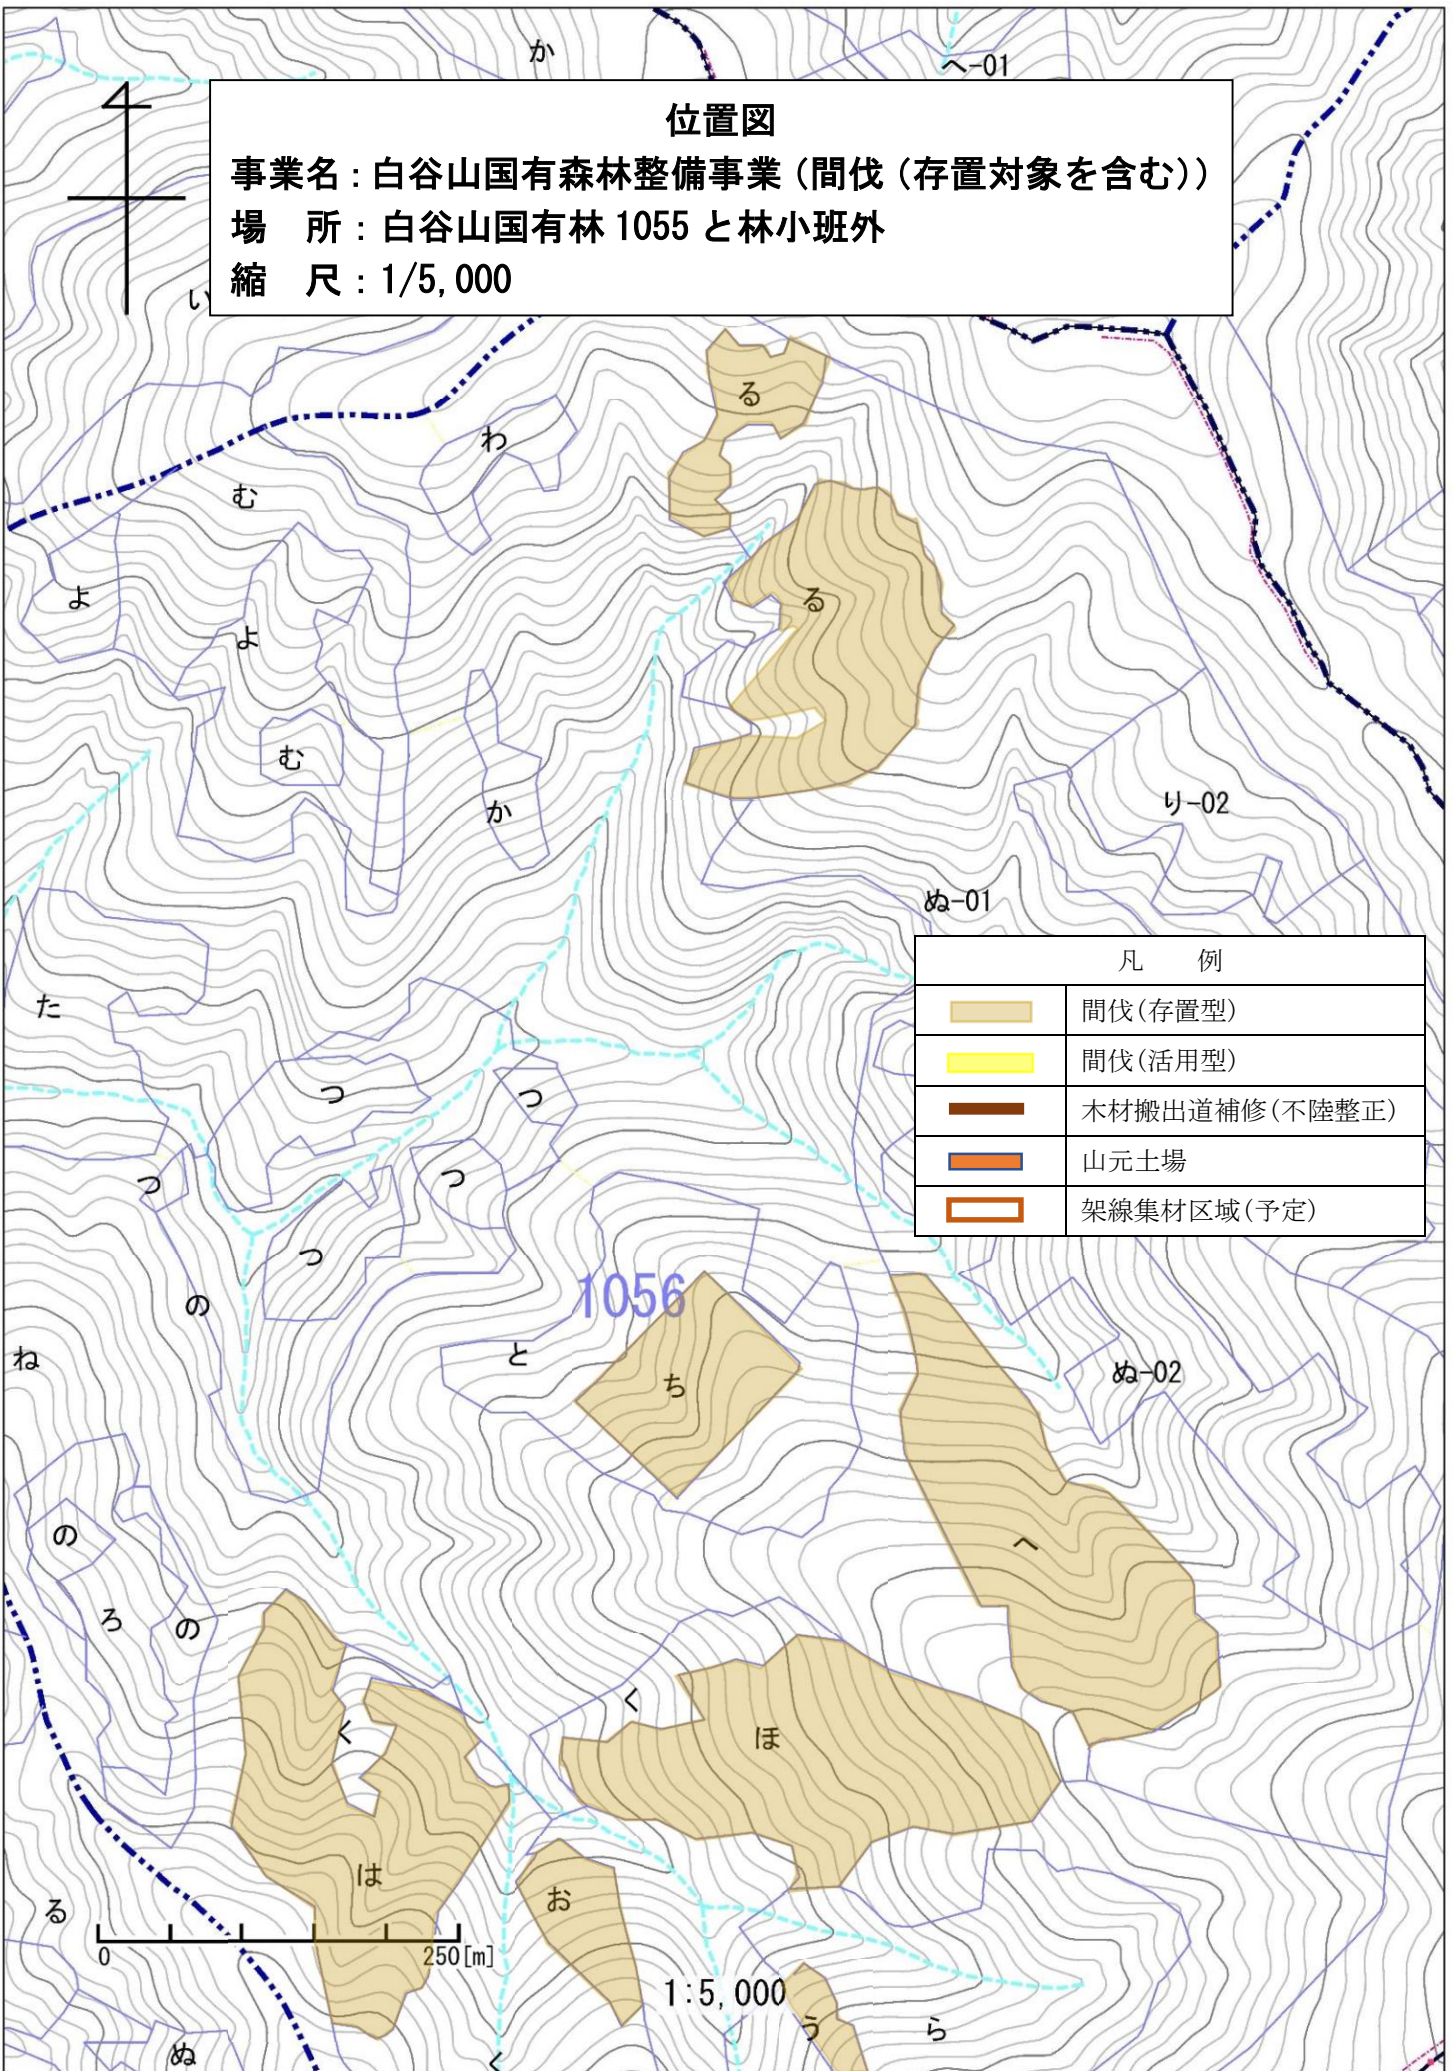 か
へ-01
位置図
事業名：白谷山国有森林整備事業（間伐（存置対象を含む））
場　所：白谷山国有林 1055 と林小班外
縮　尺：1/5,000
い
る
わ
む
よ
る
よ
む
か
り-02
ぬ-01
凡　例
間伐(存置型)
間伐(活用型)
木材搬出道補修(不陸整正)
山元土場
架線集材区域(予定)
た
つ
つ
つ
つ
つ
の
1056
と
ね
ち
ぬ-02
の
へ
ろ
の
く
く
ほ
は
お
る
0
250[m]
1:5,000
う
ら
ぬ
く